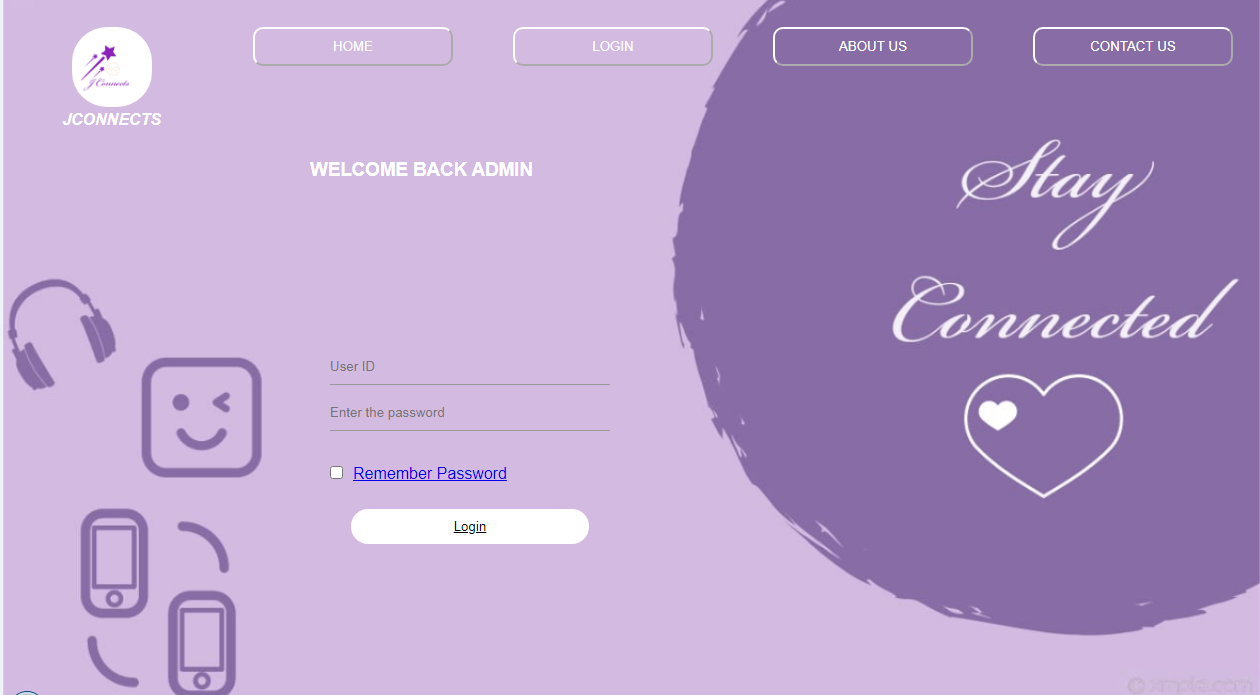 HOME
LOGIN
ABOUT US
CONTACT US
J Connects
JCONNECTS
WELCOME BACK ADMIN
Stay
Connected
User ID
Enter the password
Remember Password
Login